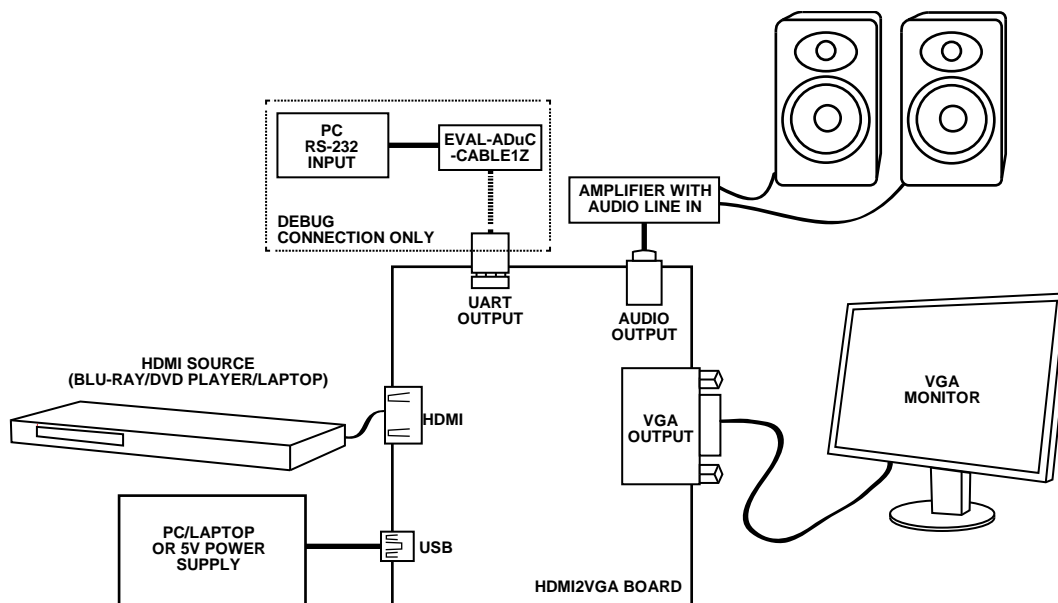 PC
RS-232
INPUT
EVAL-ADuC
-CABLE1Z
DEBUG
CONNECTION ONLY
AMPLIFIER WITH
AUDIO LINE IN
UART
OUTPUT
AUDIO
OUTPUT
HDMI SOURCE
(BLU-RAY/DVD PLAYER/LAPTOP)
HDMI
VGA
OUTPUT
VGA
MONITOR
PC/LAPTOP
OR 5V POWER
SUPPLY
USB
HDMI2VGA BOARD